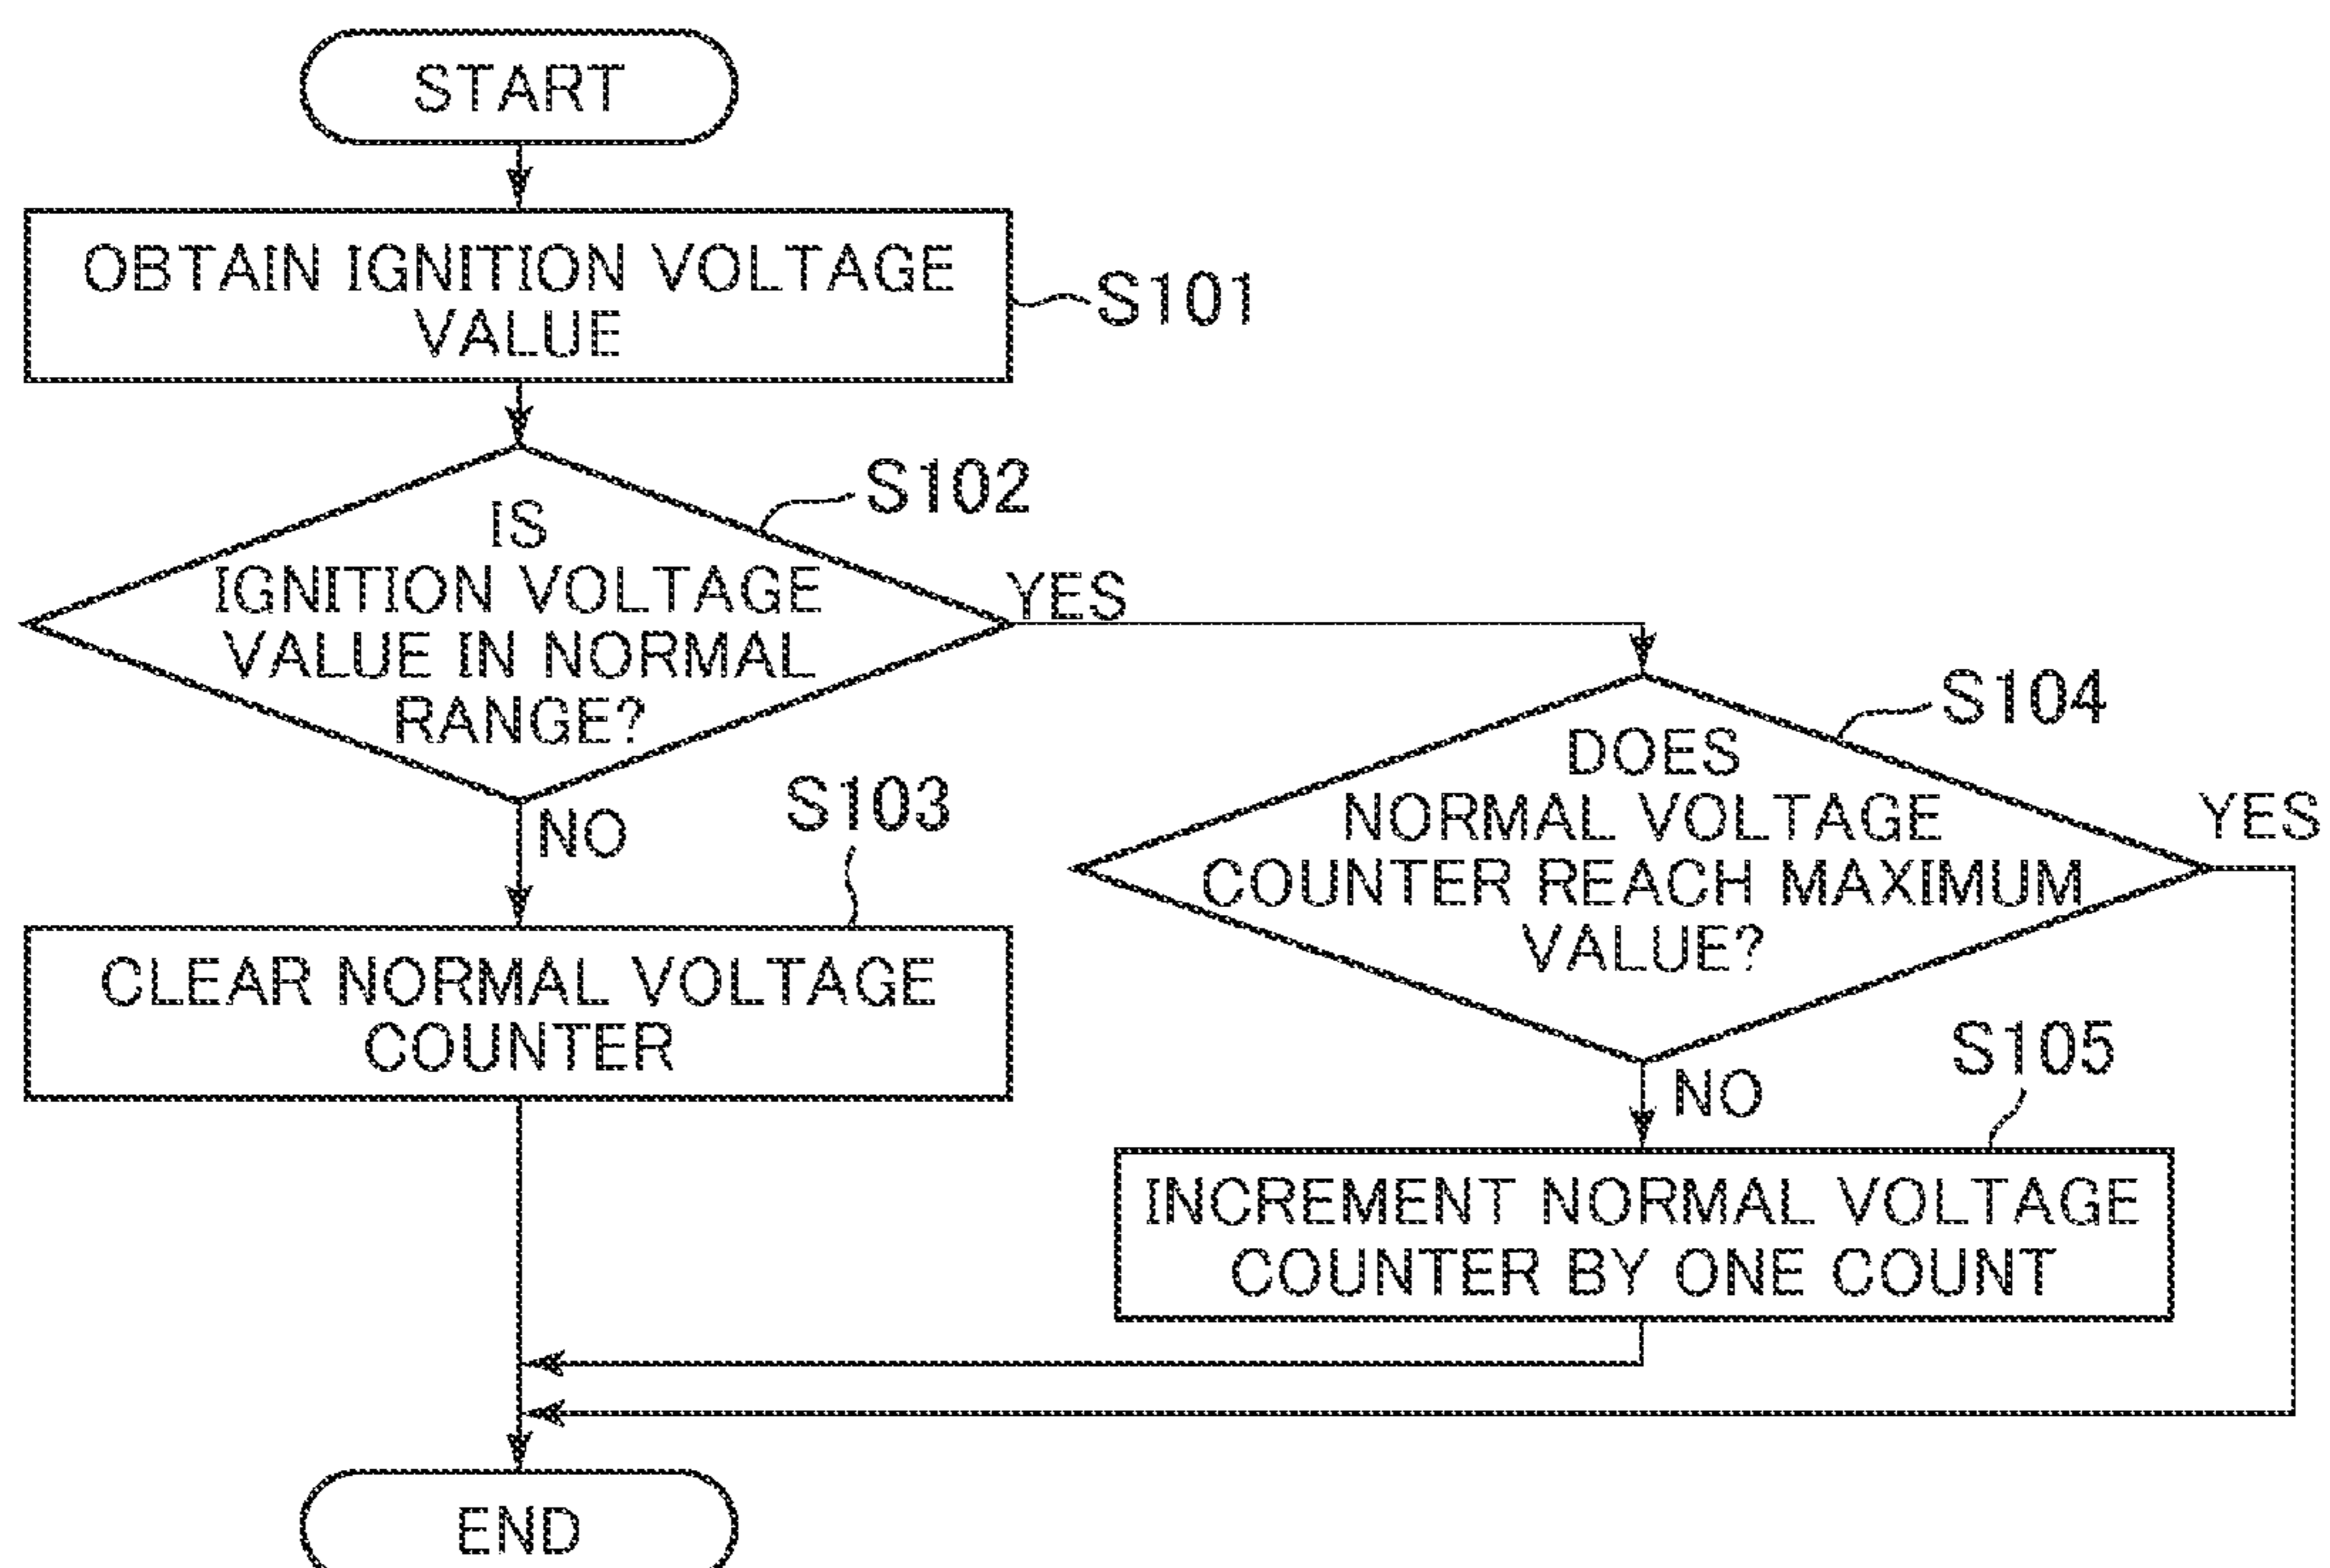 START
OBTAIN IGNITION VOLTAGE
VALUE
S101
S102
IS
IGNITION VOLTAGE
VALUE IN NORMAL
RANGE?
YES
NO
S103
CLEAR NORMAL VOLTAGE
COUNTER
S104
DOES
NORMAL VOLTAGE
COUNTER REACH MAXIMUM
VALUE?
YES
NO
S105
INCREMENT NORMAL VOLTAGE
COUNTER BY ONE COUNT
END